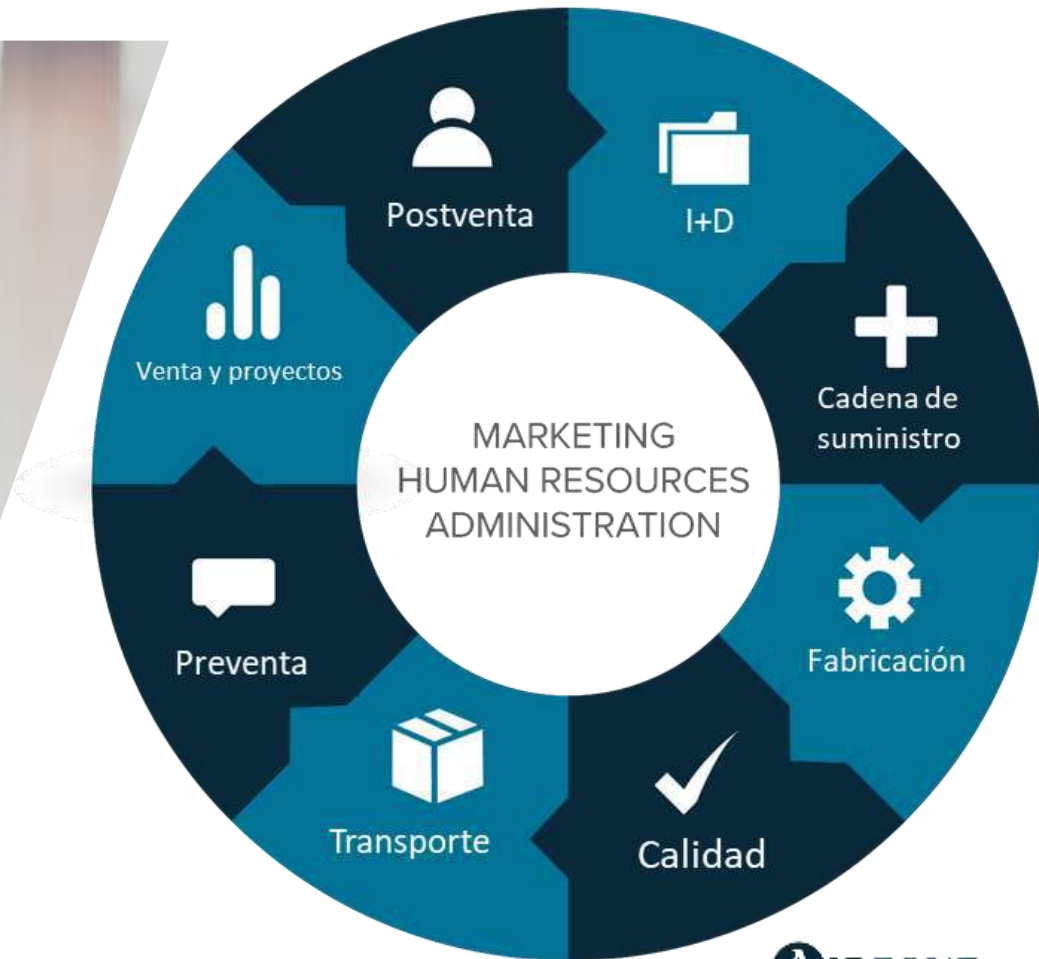 Postventa
I+D
Venta y proyectos
Cadena de
suministro
MARKETING
HUMAN RESOURCES
ADMINISTRATION
Preventa
Fabricación
Transporte
Calidad